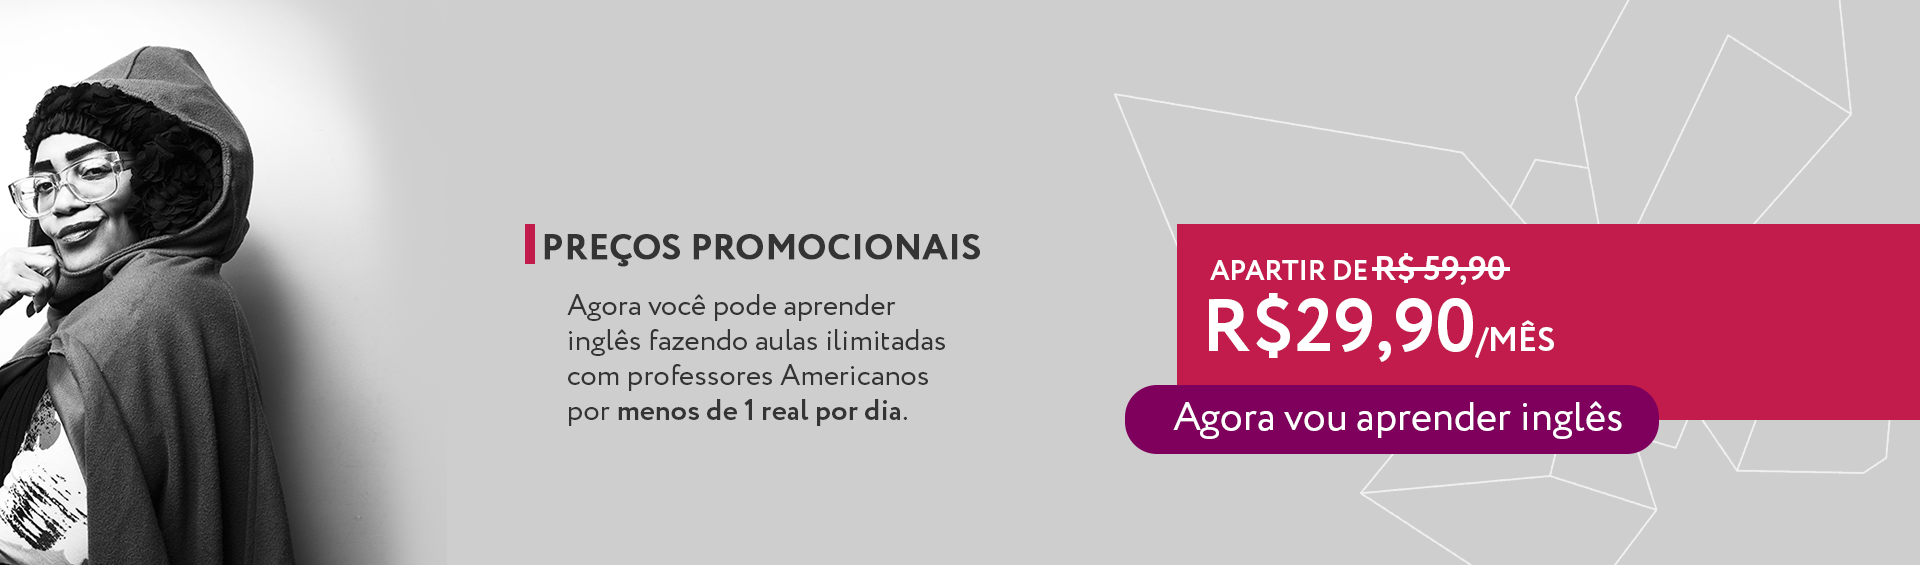 PREÇOS PROMOCIONAIS
Agora você pode aprender
inglês fazendo aulas ilimitadas
com professores Americanos
por menos de 1 real por dia.
APARTIR DE R$ 59,90
R$29,90/MÊS
Agora vou aprender inglês